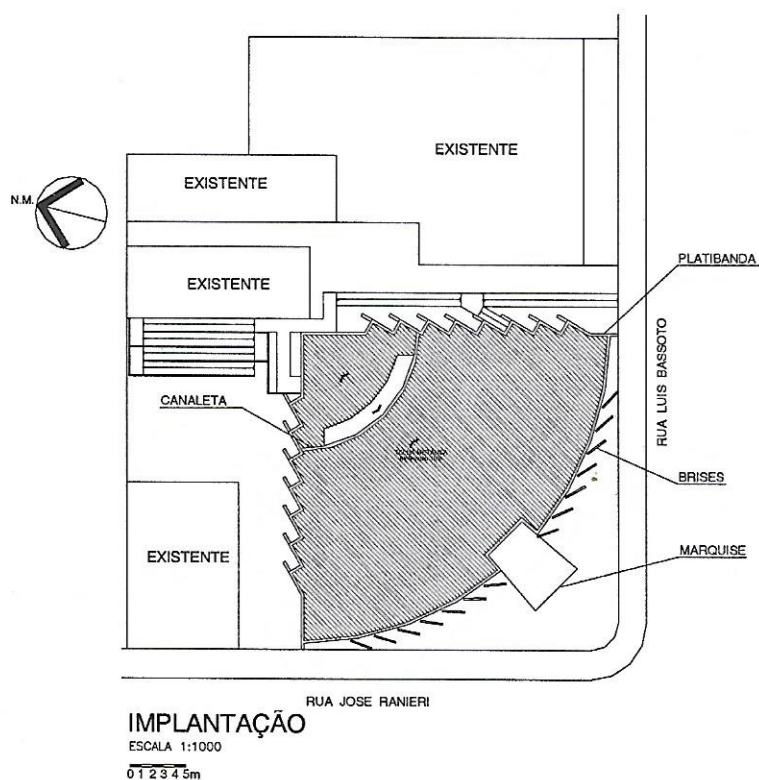 EXISTENTE
EXISTENTE
N.M.
PLATIBANDA
EXISTENTE
RUA LUIS BASSOTO
CANALETA
BRISES
MARQUISE
EXISTENTE
RUA JOSE RANIERI
IMPLANTAÇÃO
ESCALA 1:1000
0 1 2 3 4 5m